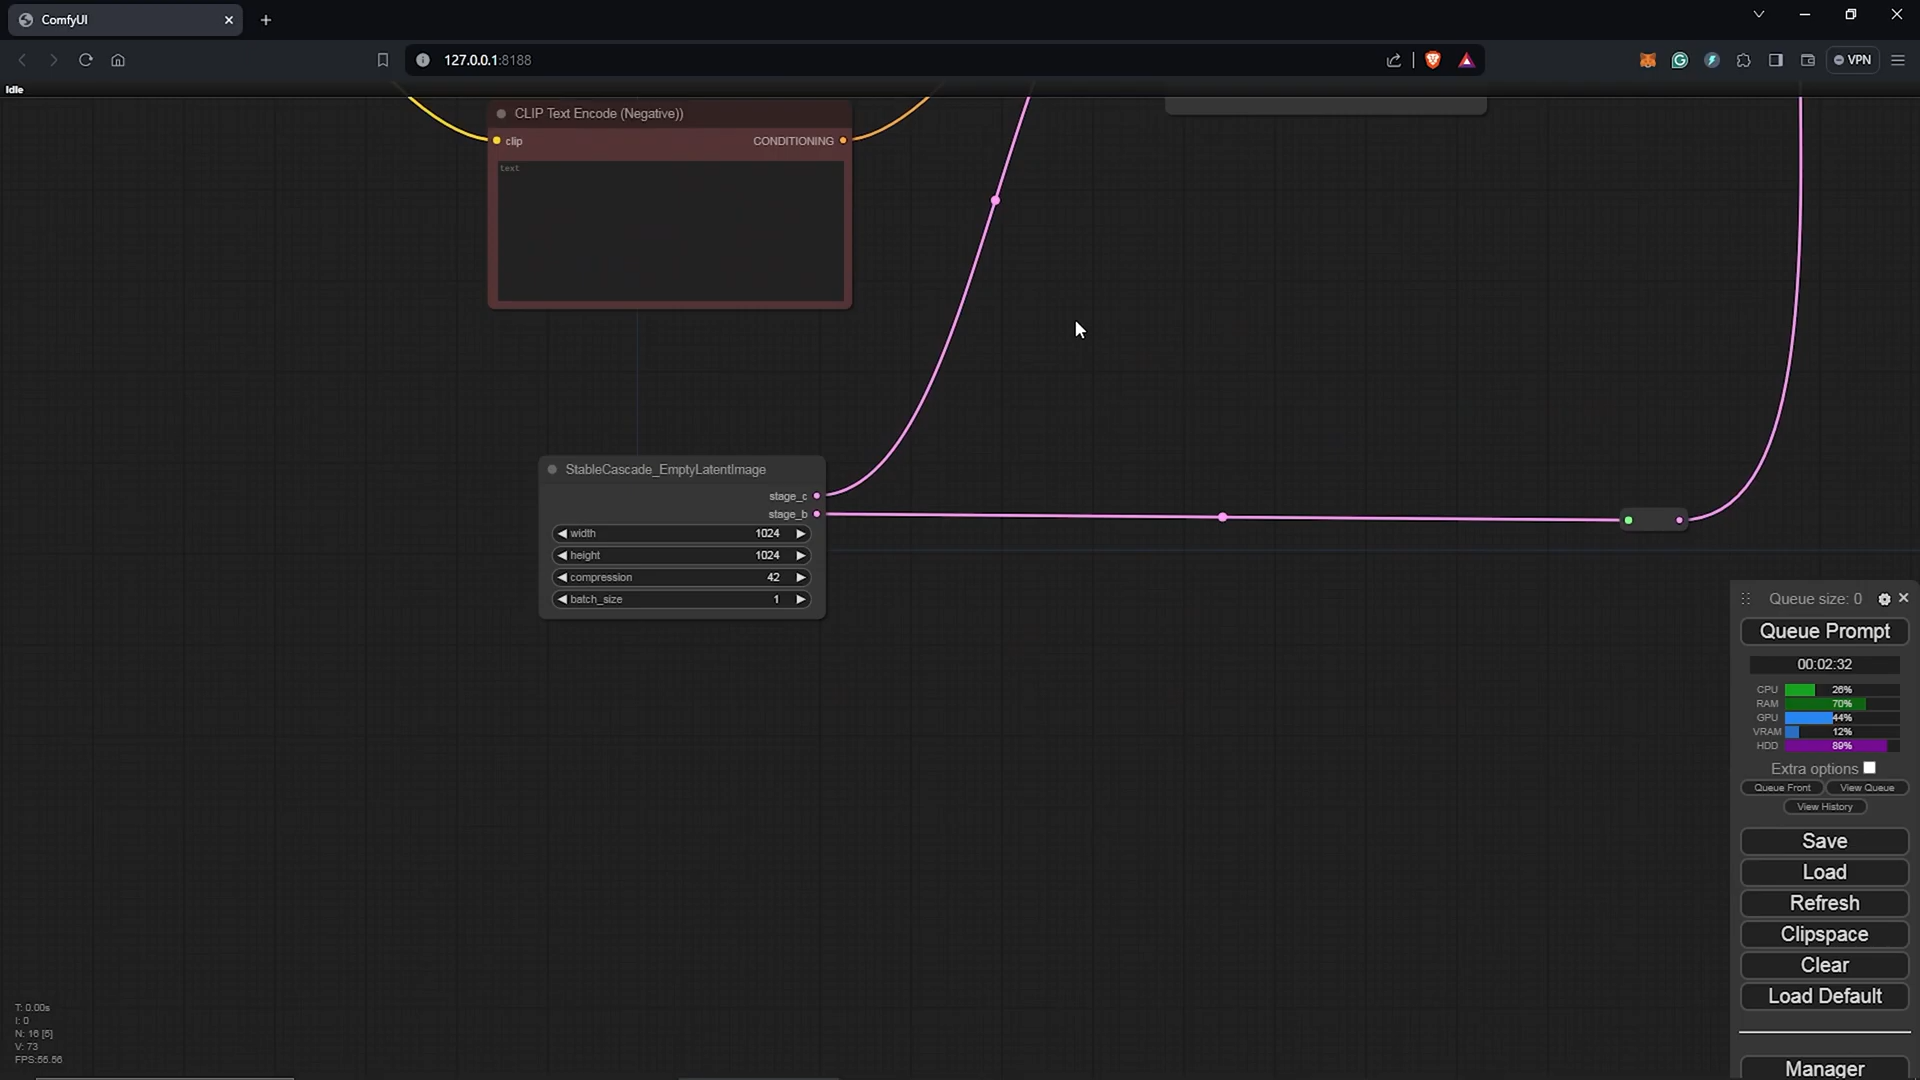 ComfyUI
127.0.0.1:8188
VPN
Idle
CLIP Text Encode (Negative))
clip CONDITIONING
text
StableCascade_EmptyLatentImage
stage_c
stage_b
width 1024
height 1024
compression 42
batch_size 1
Queue size: 0
Queue Prompt
00:02:32
CPU 26%
RAM 70%
GPU 44%
VRAM 12%
HDD 89%
Extra options
Queue Front View Queue
View History
Save
Load
Refresh
Clipspace
Clear
Load Default
Manager
T: 0.00s
I: 0
N: 16 [5]
V: 73
FPS:55.56